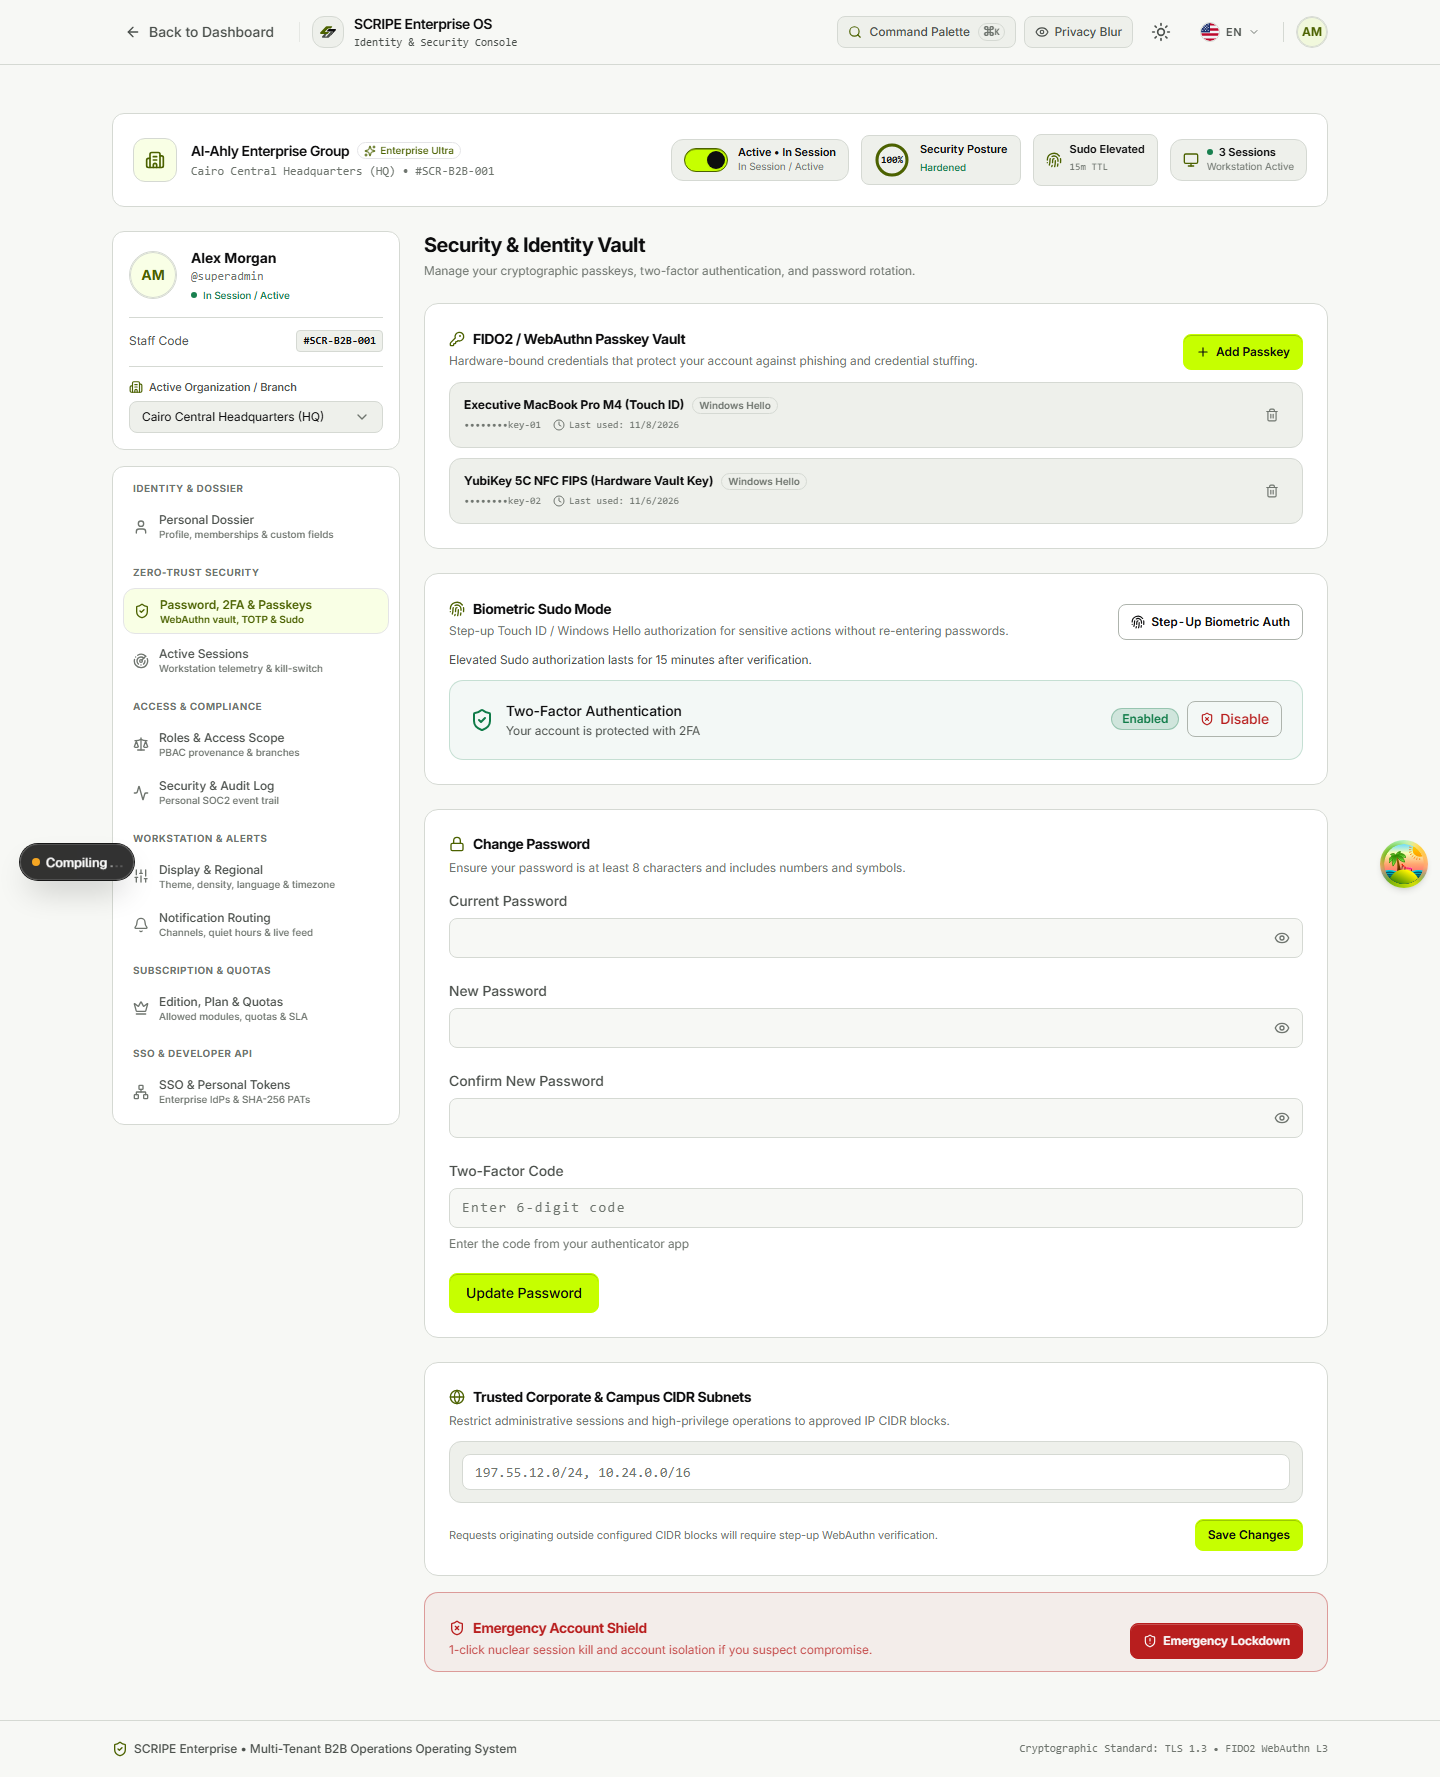 Back to Dashboard
SCRIPE Enterprise OS
Identity & Security Console
Command Palette ⌘K
Privacy Blur
EN
AM
Al-Ahly Enterprise Group
Enterprise Ultra
Cairo Central Headquarters (HQ) • #SCR-B2B-001
Active • In Session
In Session / Active
100%
Security Posture
Hardened
Sudo Elevated
15m TTL
3 Sessions
Workstation Active
AM
Alex Morgan
@superadmin
In Session / Active
Staff Code
#SCR-B2B-001
Active Organization / Branch
Cairo Central Headquarters (HQ)
IDENTITY & DOSSIER
Personal Dossier
Profile, memberships & custom fields
ZERO-TRUST SECURITY
Password, 2FA & Passkeys
WebAuthn vault, TOTP & Sudo
Active Sessions
Workstation telemetry & kill-switch
ACCESS & COMPLIANCE
Roles & Access Scope
PBAC provenance & branches
Security & Audit Log
Personal SOC2 event trail
WORKSTATION & ALERTS
Compiling ...
Display & Regional
Theme, density, language & timezone
Notification Routing
Channels, quiet hours & live feed
SUBSCRIPTION & QUOTAS
Edition, Plan & Quotas
Allowed modules, quotas & SLA
SSO & DEVELOPER API
SSO & Personal Tokens
Enterprise IdPs & SHA-256 PATs
Security & Identity Vault
Manage your cryptographic passkeys, two-factor authentication, and password rotation.
FIDO2 / WebAuthn Passkey Vault
Hardware-bound credentials that protect your account against phishing and credential stuffing.
Add Passkey
Executive MacBook Pro M4 (Touch ID)
Windows Hello
••••••••key-01
Last used: 11/8/2026
YubiKey 5C NFC FIPS (Hardware Vault Key)
Windows Hello
••••••••key-02
Last used: 11/6/2026
Biometric Sudo Mode
Step-up Touch ID / Windows Hello authorization for sensitive actions without re-entering passwords.
Step-Up Biometric Auth
Elevated Sudo authorization lasts for 15 minutes after verification.
Two-Factor Authentication
Your account is protected with 2FA
Enabled
Disable
Change Password
Ensure your password is at least 8 characters and includes numbers and symbols.
Current Password
New Password
Confirm New Password
Two-Factor Code
Enter 6-digit code
Enter the code from your authenticator app
Update Password
Trusted Corporate & Campus CIDR Subnets
Restrict administrative sessions and high-privilege operations to approved IP CIDR blocks.
197.55.12.0/24, 10.24.0.0/16
Requests originating outside configured CIDR blocks will require step-up WebAuthn verification.
Save Changes
Emergency Account Shield
1-click nuclear session kill and account isolation if you suspect compromise.
Emergency Lockdown
SCRIPE Enterprise • Multi-Tenant B2B Operations Operating System
Cryptographic Standard: TLS 1.3 • FIDO2 WebAuthn L3